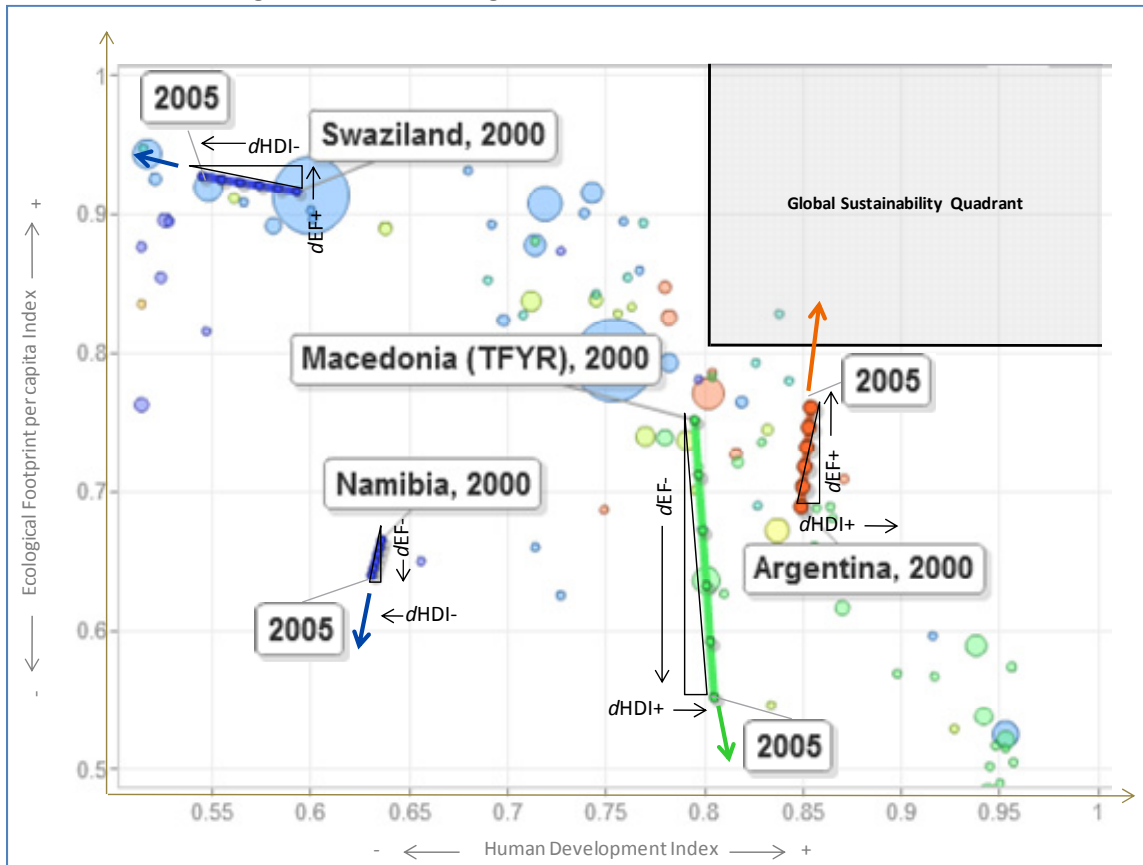 1
2005
dHDI-
Swaziland, 2000
dEF+
0.9
Global Sustainability Quadrant
0.8
Macedonia (TFYR), 2000
2005
dEF+
dHDI+
0.7
Namibia, 2000
dEF-
dEF-
Argentina, 2000
0.6
2005
dHDI-
dHDI+
2005
0.5
- Ecological Footprint per capita Index +
0.55 0.6 0.65 0.7 0.75 0.8 0.85 0.9 0.95 1
- Human Development Index +